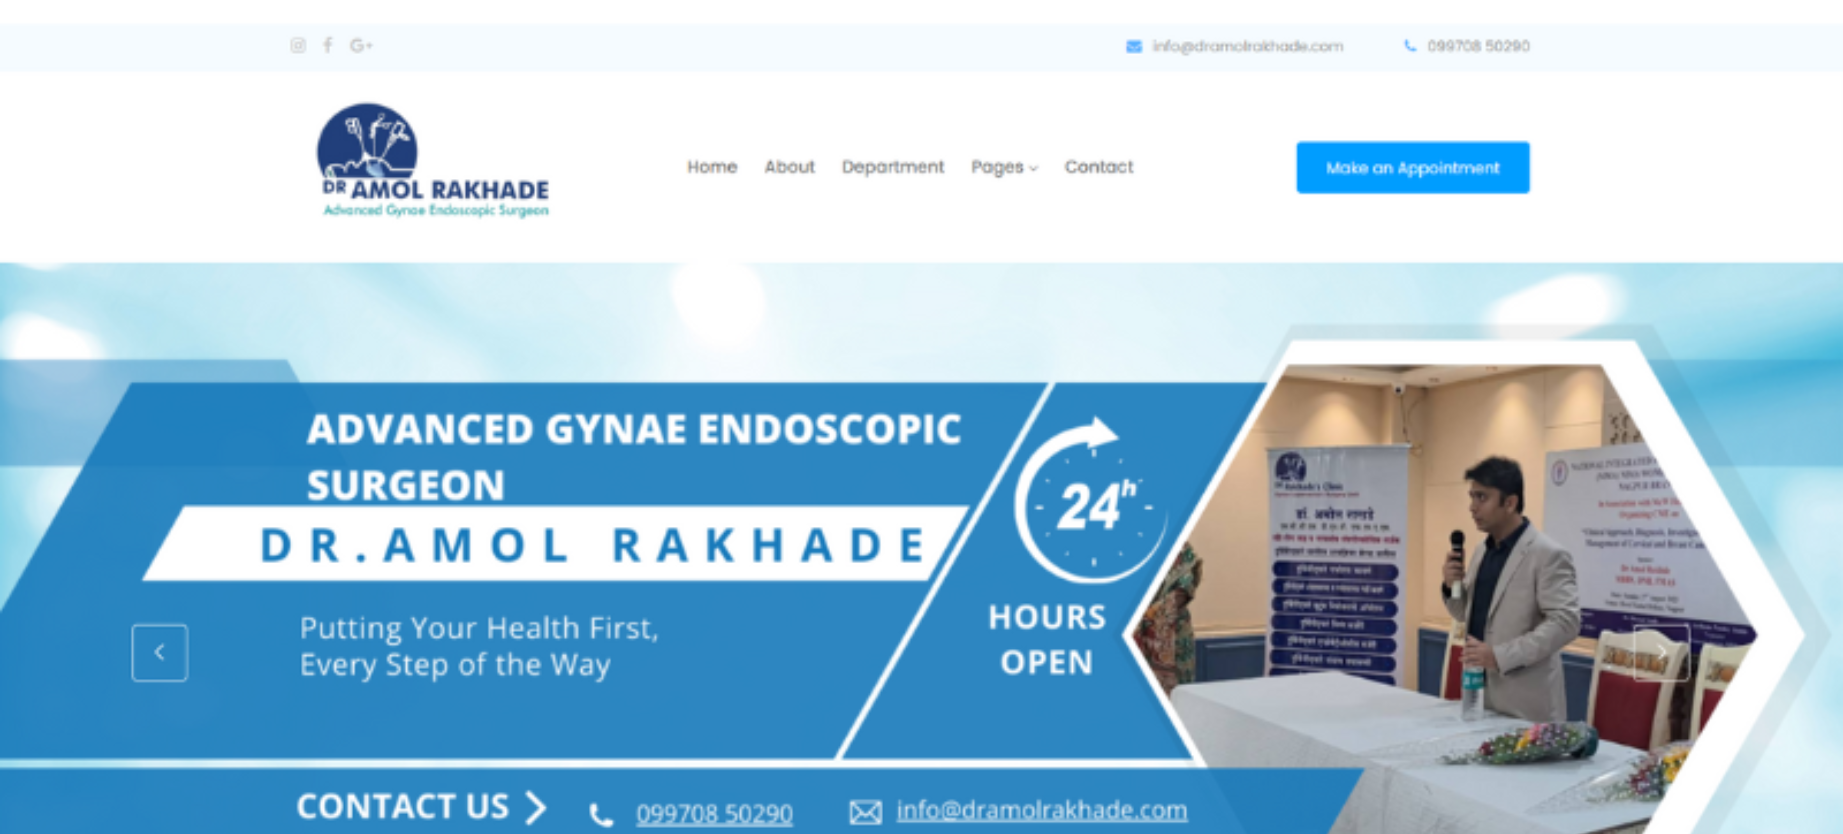 info@dramolrakhade.com
099708 50290
DR AMOL RAKHADE
Advanced Gynae Endoscopic Surgeon
Home
About
Department
Pages
Contact
Make an Appointment
ADVANCED GYNAE ENDOSCOPIC
SURGEON
DR.AMOL RAKHADE
Putting Your Health First,
Every Step of the Way
24h
HOURS
OPEN
CONTACT US
099708 50290
info@dramolrakhade.com